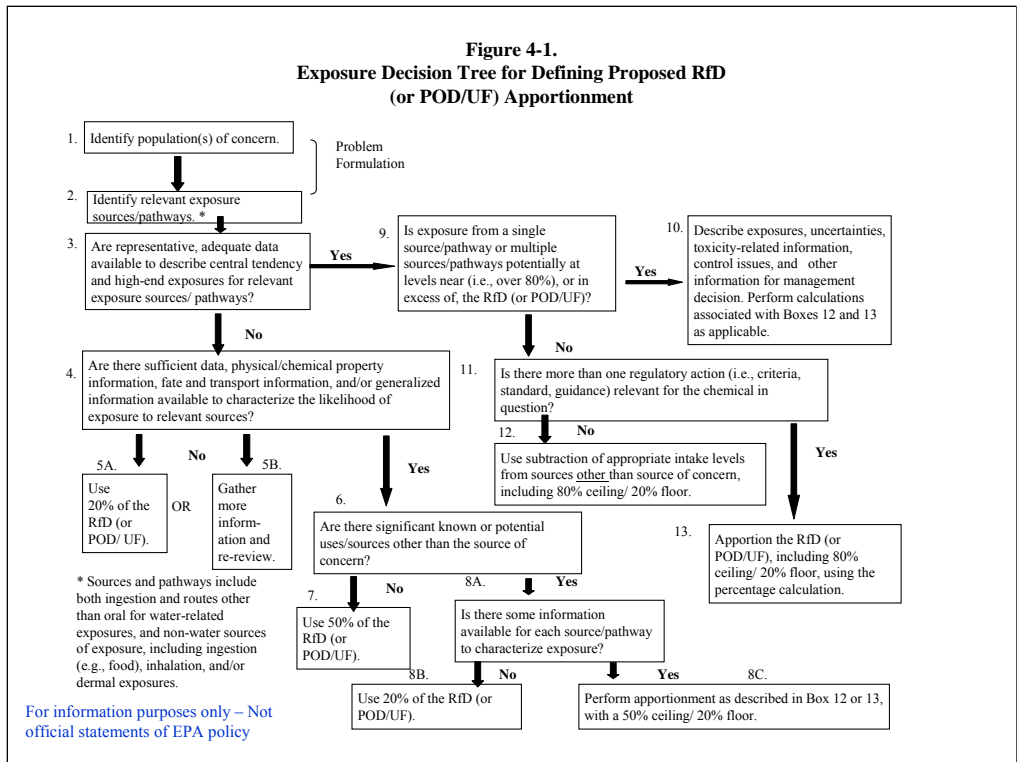 Figure 4-1.
Exposure Decision Tree for Defining Proposed RfD
(or POD/UF) Apportionment
1.
Identify population(s) of concern.
Problem
Formulation
2.
Identify relevant exposure
sources/pathways. *
3.
Are representative, adequate data
available to describe central tendency
and high-end exposures for relevant
exposure sources/ pathways?
Yes
9.
Is exposure from a single
source/pathway or multiple
sources/pathways potentially at
levels near (i.e., over 80%), or in
excess of, the RfD (or POD/UF)?
Yes
10.
Describe exposures, uncertainties,
toxicity-related information,
control issues, and other
information for management
decision. Perform calculations
associated with Boxes 12 and 13
as applicable.
No
No
4.
Are there sufficient data, physical/chemical property
information, fate and transport information, and/or generalized
information available to characterize the likelihood of
exposure to relevant sources?
11.
Is there more than one regulatory action (i.e., criteria,
standard, guidance) relevant for the chemical in
question?
No
5A.
Use
20% of the
RfD (or
POD/ UF).
OR
5B.
Gather
more
inform-
ation and
re-review.
Yes
12.
No
Use subtraction of appropriate intake levels
from sources other than source of concern,
including 80% ceiling/ 20% floor.
Yes
6.
Are there significant known or potential
uses/sources other than the source of
concern?
13.
Apportion the RfD (or
POD/UF), including 80%
ceiling/ 20% floor, using the
percentage calculation.
No
7.
Use 50% of the
RfD (or
POD/UF).
8A.
Yes
Is there some information
available for each source/pathway
to characterize exposure?
8B.
No
Use 20% of the RfD (or
POD/UF).
Yes
8C.
Perform apportionment as described in Box 12 or 13,
with a 50% ceiling/ 20% floor.
* Sources and pathways include
both ingestion and routes other
than oral for water-related
exposures, and non-water sources
of exposure, including ingestion
(e.g., food), inhalation, and/or
dermal exposures.
For information purposes only – Not
official statements of EPA policy